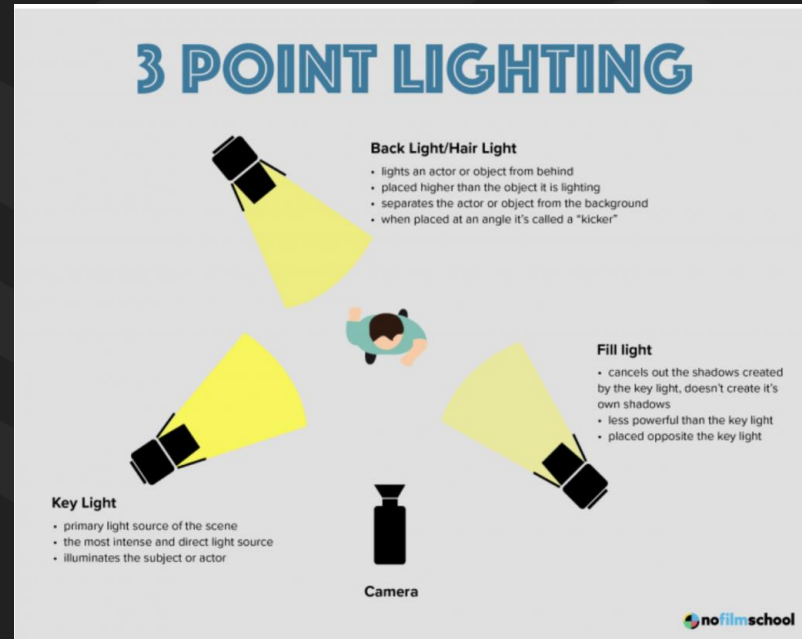 3 POINT LIGHTING
Back Light/Hair Light
• lights an actor or object from behind
• placed higher than the object it is lighting
• separates the actor or object from the background
• when placed at an angle it's called a “kicker”
Fill light
• cancels out the shadows created
by the key light, doesn't create it's
own shadows
• less powerful than the key light
• placed opposite the key light
Key Light
• primary light source of the scene
• the most intense and direct light source
• illuminates the subject or actor
Camera
nofilmschool